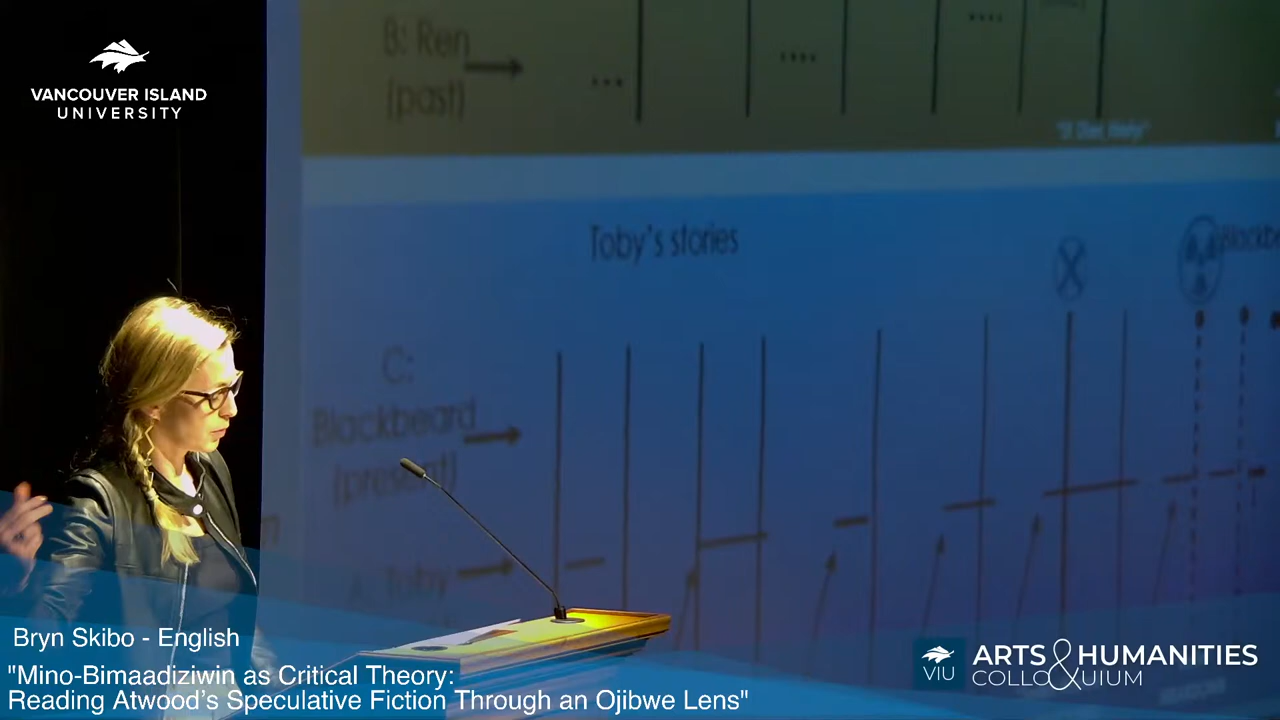 VANCOUVER ISLAND
UNIVERSITY
B: Ren
(past)
Toby's stories
C:
Blackbeard
(present)
A: Toby
Bryn Skibo - English
"Mino-Bimaadiziwin as Critical Theory:
Reading Atwood's Speculative Fiction Through an Ojibwe Lens"
VIU
ARTS & HUMANITIES
COLLOQUIUM